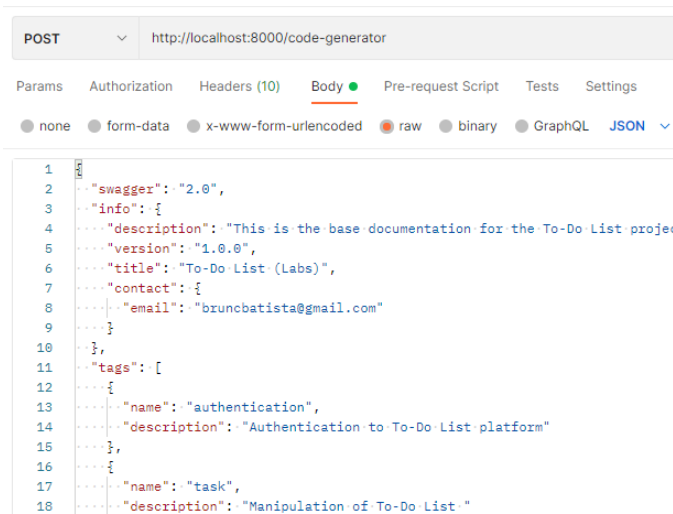 POST http://localhost:8000/code-generator
Params Authorization Headers (10) Body Pre-request Script Tests Settings
none form-data x-www-form-urlencoded raw binary GraphQL JSON
1 {
2 "swagger": "2.0",
3 "info": {
4 "description": "This is the base documentation for the To-Do List projec
5 "version": "1.0.0",
6 "title": "To-Do List (Labs)",
7 "contact": {
8 "email": "bruncbatista@gmail.com"
9 }
10 },
11 "tags": [
12 {
13 "name": "authentication",
14 "description": "Authentication to To-Do List platform"
15 },
16 {
17 "name": "task",
18 "description": "Manipulation of To-Do List "